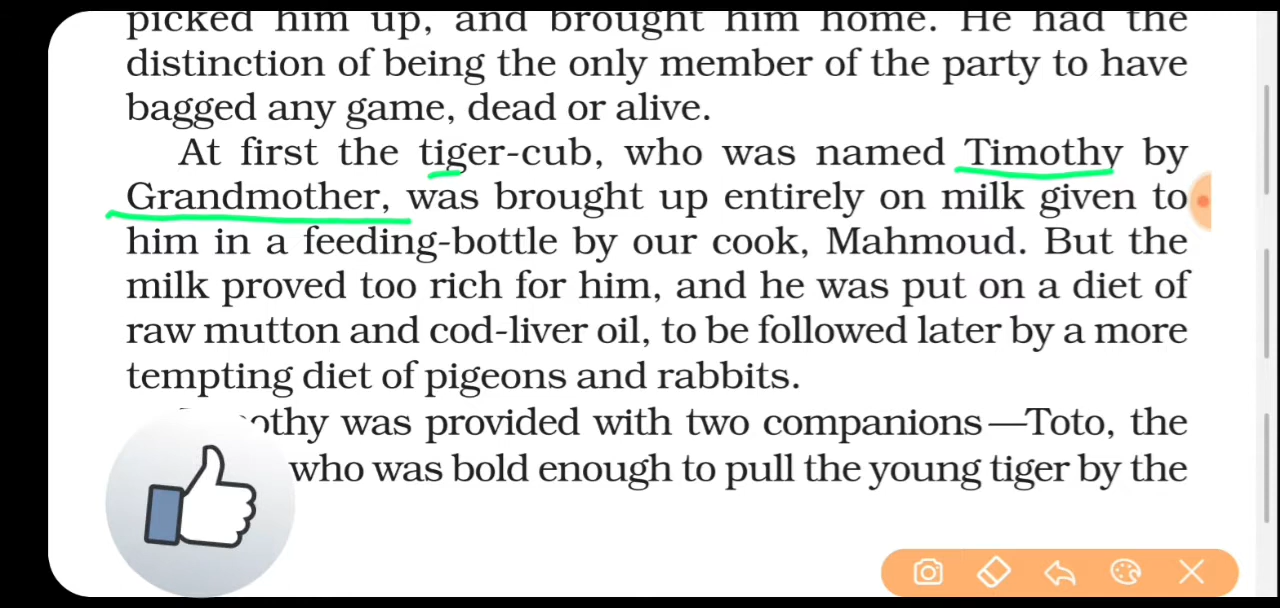 picked him up, and brought him home. He had the
distinction of being the only member of the party to have
bagged any game, dead or alive.
At first the tiger-cub, who was named Timothy by
Grandmother, was brought up entirely on milk given to
him in a feeding-bottle by our cook, Mahmoud. But the
milk proved too rich for him, and he was put on a diet of
raw mutton and cod-liver oil, to be followed later by a more
tempting diet of pigeons and rabbits.
othy was provided with two companions—Toto, the
who was bold enough to pull the young tiger by the